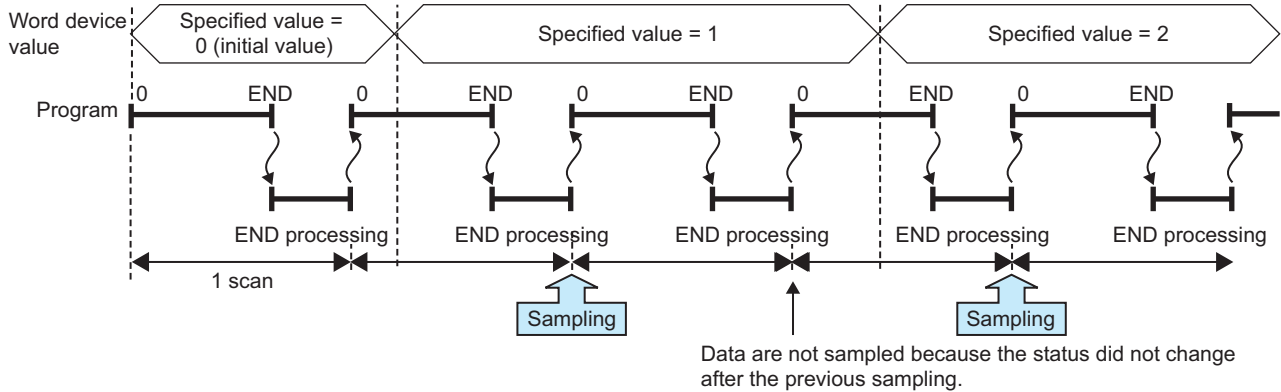 Word device
value
Specified value =
0 (initial value)
Specified value = 1
Specified value = 2
Program
0 END 0 END 0 END 0 END 0 END
END processing END processing END processing END processing END processing
1 scan
Sampling
Sampling
Data are not sampled because the status did not change
after the previous sampling.